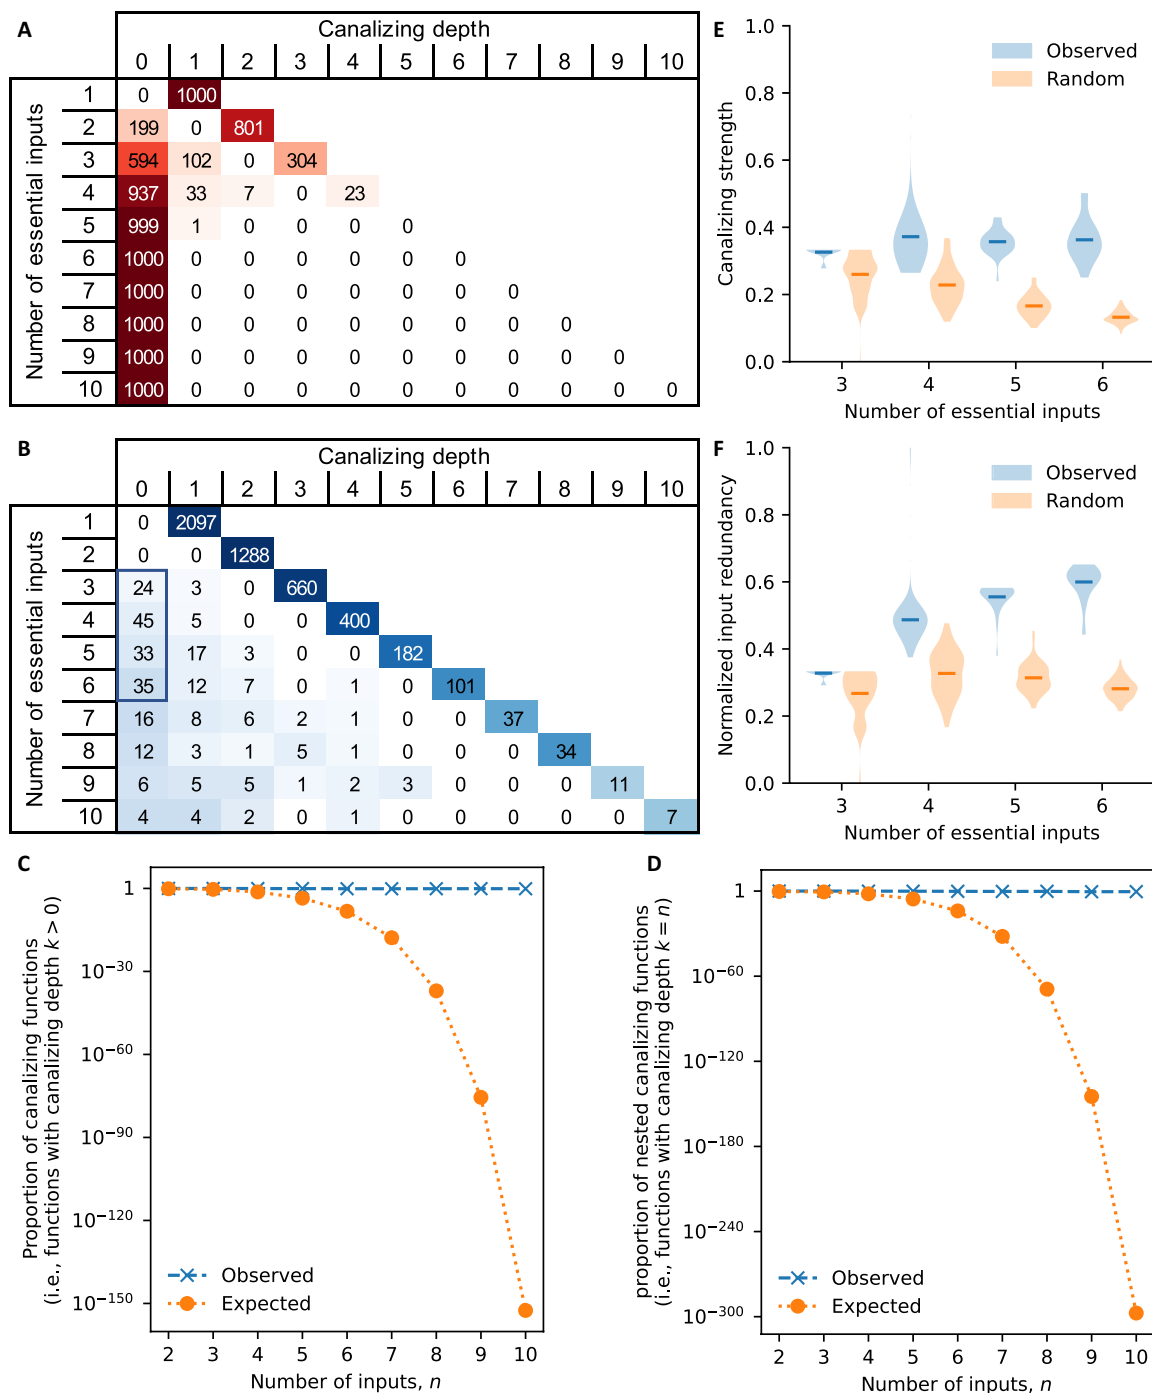 A
Canalizing depth
0 1 2 3 4 5 6 7 8 9 10
Number of essential inputs
1 0 1000
2 199 0 801
3 594 102 0 304
4 937 33 7 0 23
5 999 1 0 0 0 0
6 1000 0 0 0 0 0 0
7 1000 0 0 0 0 0 0 0
8 1000 0 0 0 0 0 0 0 0
9 1000 0 0 0 0 0 0 0 0 0
10 1000 0 0 0 0 0 0 0 0 0 0
E
Observed
Random
Canalizing strength
1.0
0.8
0.6
0.4
0.2
0.0
3 4 5 6
Number of essential inputs
B
Canalizing depth
0 1 2 3 4 5 6 7 8 9 10
Number of essential inputs
1 0 2097
2 0 0 1288
3 24 3 0 660
4 45 5 0 0 400
5 33 17 3 0 0 182
6 35 12 7 0 1 0 101
7 16 8 6 2 1 0 0 37
8 12 3 1 5 1 0 0 0 34
9 6 5 5 1 2 3 0 0 0 11
10 4 4 2 0 1 0 0 0 0 0 7
F
Observed
Random
Normalized input redundancy
1.0
0.8
0.6
0.4
0.2
0.0
3 4 5 6
Number of essential inputs
C
Proportion of canalizing functions
(i.e., functions with canalizing depth k > 0)
1
10⁻³⁰
10⁻⁶⁰
10⁻⁹⁰
10⁻¹²⁰
10⁻¹⁵⁰
Observed
Expected
2 3 4 5 6 7 8 9 10
Number of inputs, n
D
proportion of nested canalizing functions
(i.e., functions with canalizing depth k = n)
1
10⁻⁶⁰
10⁻¹²⁰
10⁻¹⁸⁰
10⁻²⁴⁰
10⁻³⁰⁰
Observed
Expected
2 3 4 5 6 7 8 9 10
Number of inputs, n